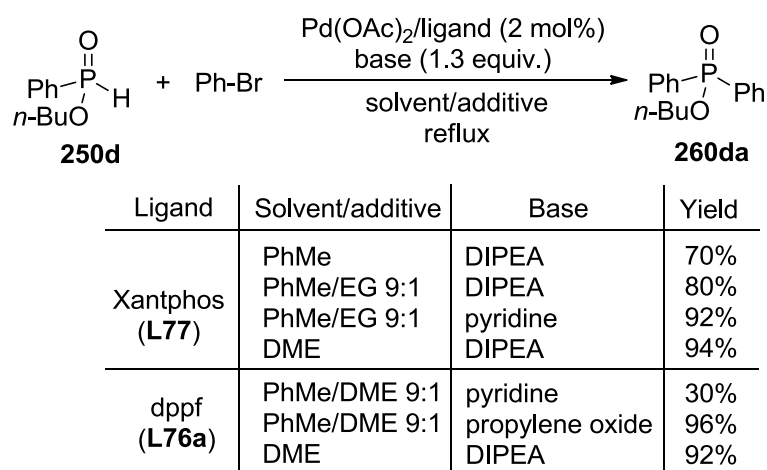 O
Ph
P
H
n-BuO
250d
+
Ph-Br
Pd(OAc)2/ligand (2 mol%)
base (1.3 equiv.)
solvent/additive
reflux
O
Ph
P
Ph
n-BuO
260da
Ligand Solvent/additive Base Yield
Xantphos
(L77)
PhMe DIPEA 70%
PhMe/EG 9:1 DIPEA 80%
PhMe/EG 9:1 pyridine 92%
DME DIPEA 94%
dppf
(L76a)
PhMe/DME 9:1 pyridine 30%
PhMe/DME 9:1 propylene oxide 96%
DME DIPEA 92%